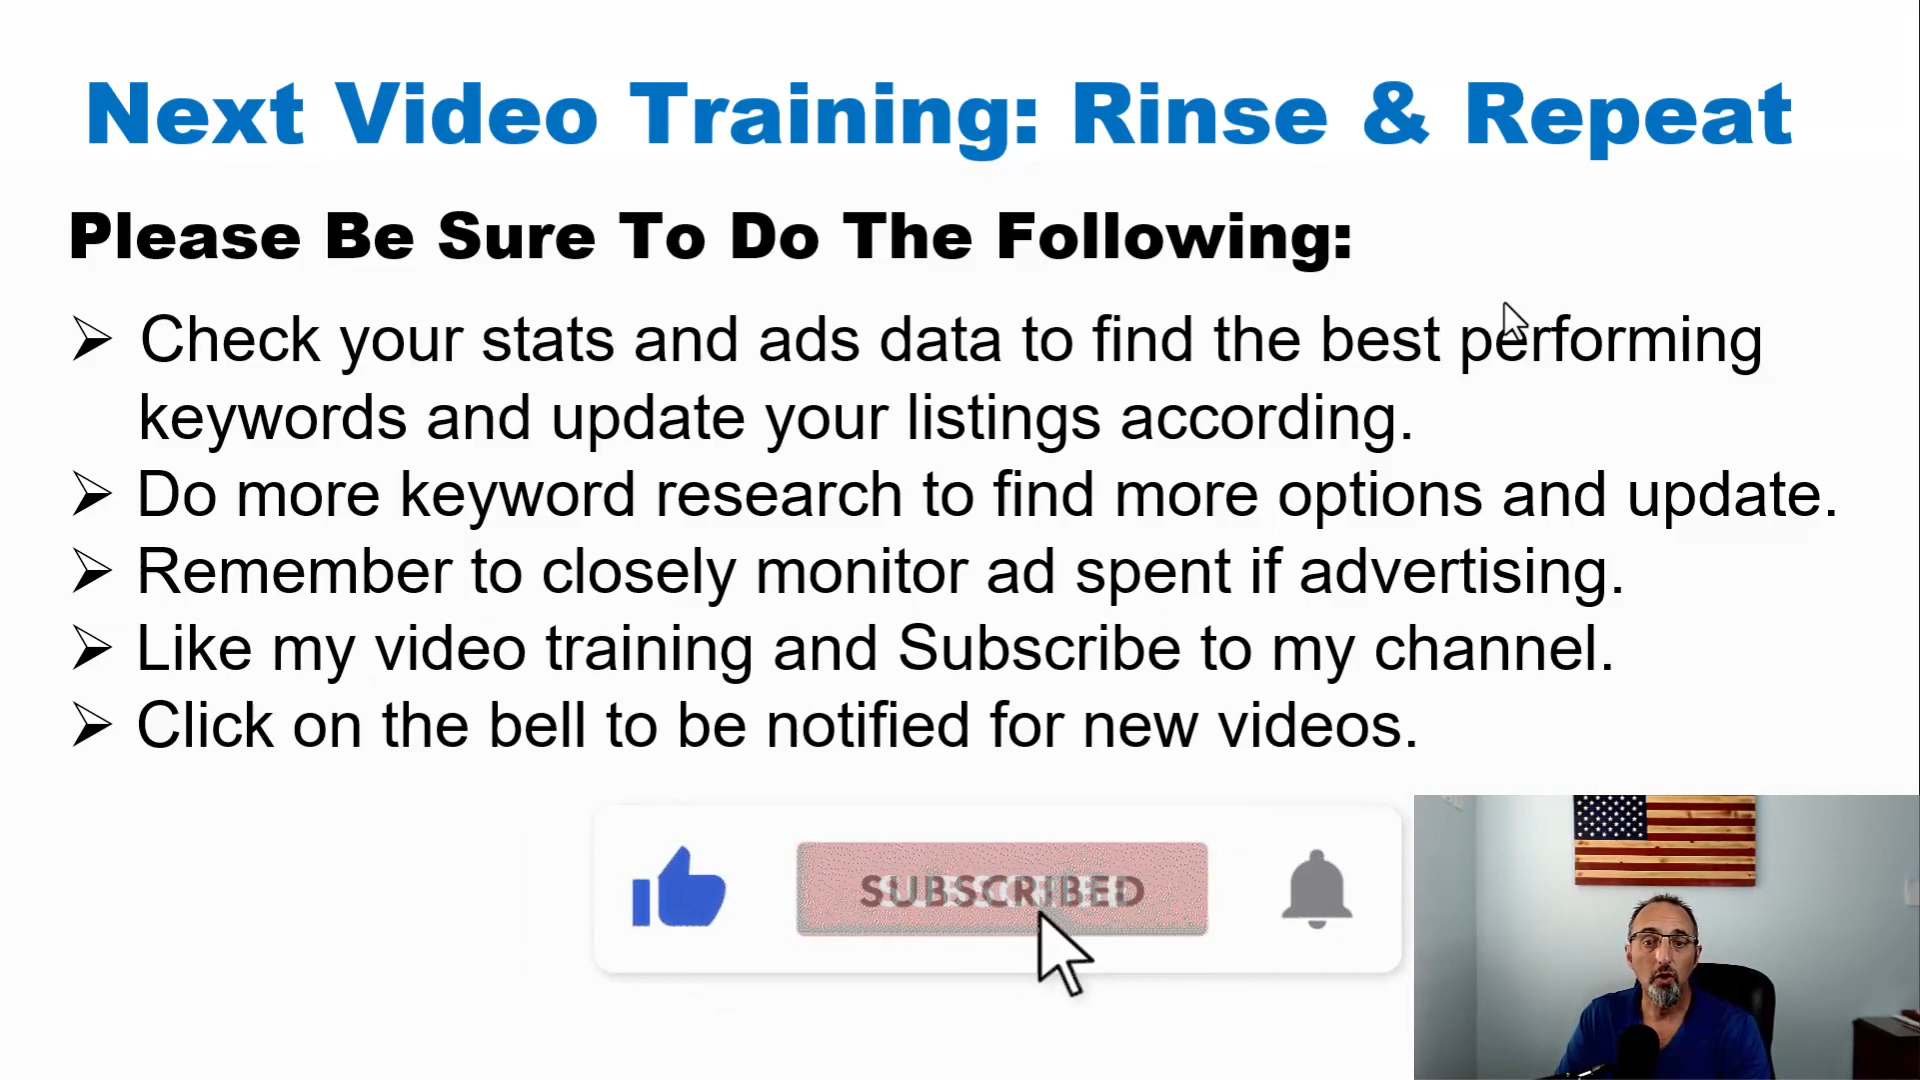 Next Video Training: Rinse & Repeat
Please Be Sure To Do The Following:
Check your stats and ads data to find the best performing
keywords and update your listings according.
Do more keyword research to find more options and update.
Remember to closely monitor ad spent if advertising.
Like my video training and Subscribe to my channel.
Click on the bell to be notified for new videos.
SUBSCRIBED